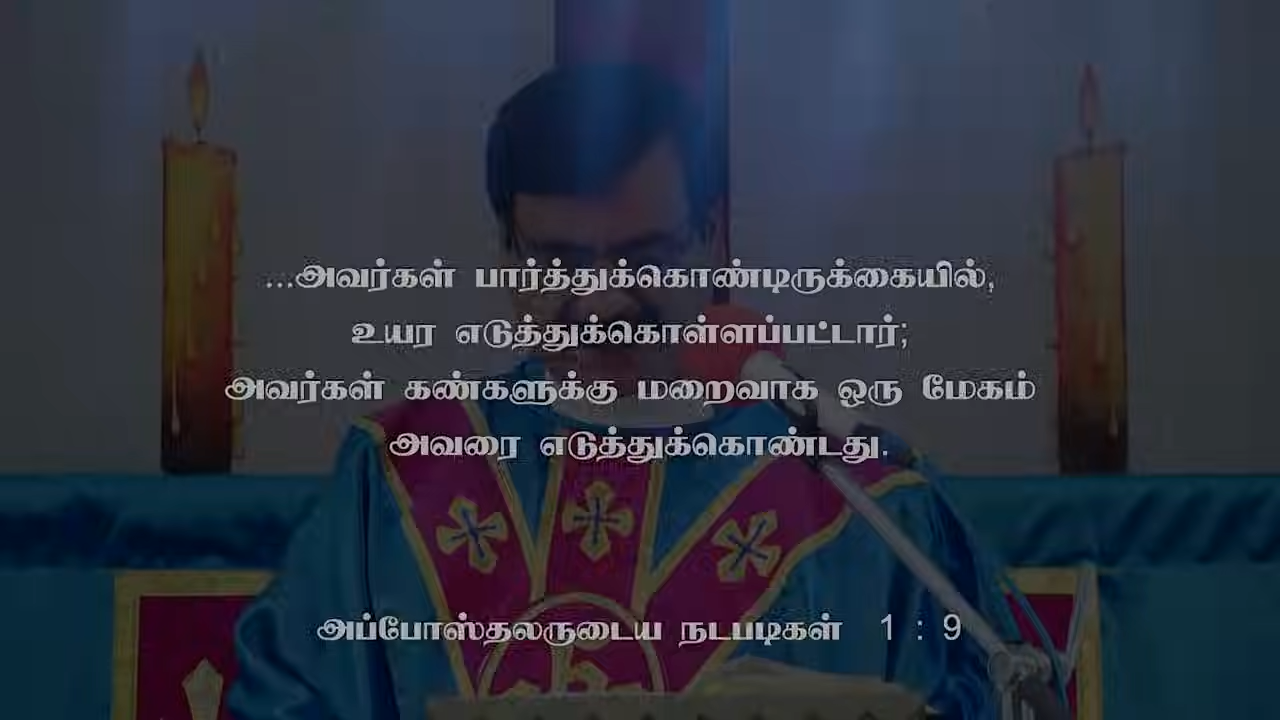 ...அவர்கள் பார்த்துக்கொண்டிருக்கையில்,
உயர எடுத்துக்கொள்ளப்பட்டார்;
அவர்கள் கண்களுக்கு மறைவாக ஒரு மேகம்
அவரை எடுத்துக்கொண்டது.
அப்போஸ்தலருடைய நடபடிகள் 1 : 9